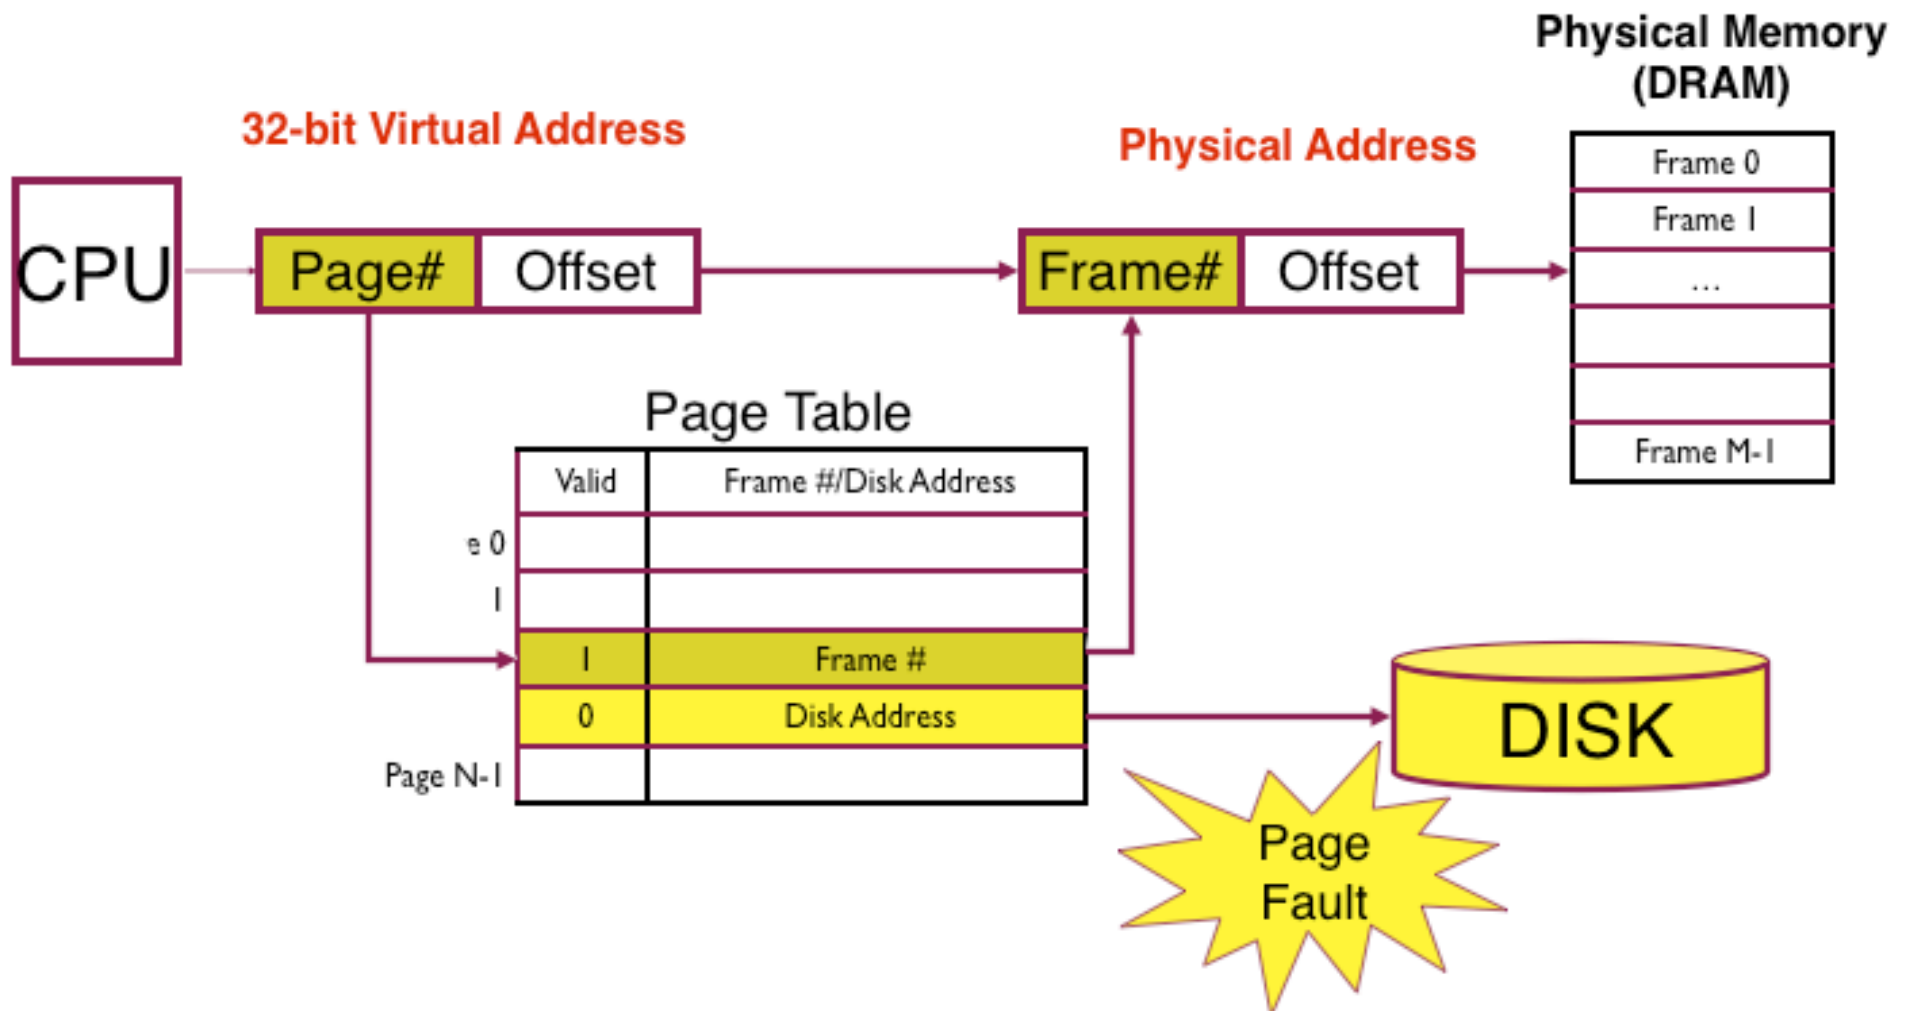 Physical Memory
(DRAM)
32-bit Virtual Address
Physical Address
Frame 0
Frame 1
CPU
Page#
Offset
Frame#
Offset
...
Page Table
Frame M-1
Valid
Frame #/Disk Address
e 0
1
1
Frame #
0
Disk Address
DISK
Page N-1
Page
Fault